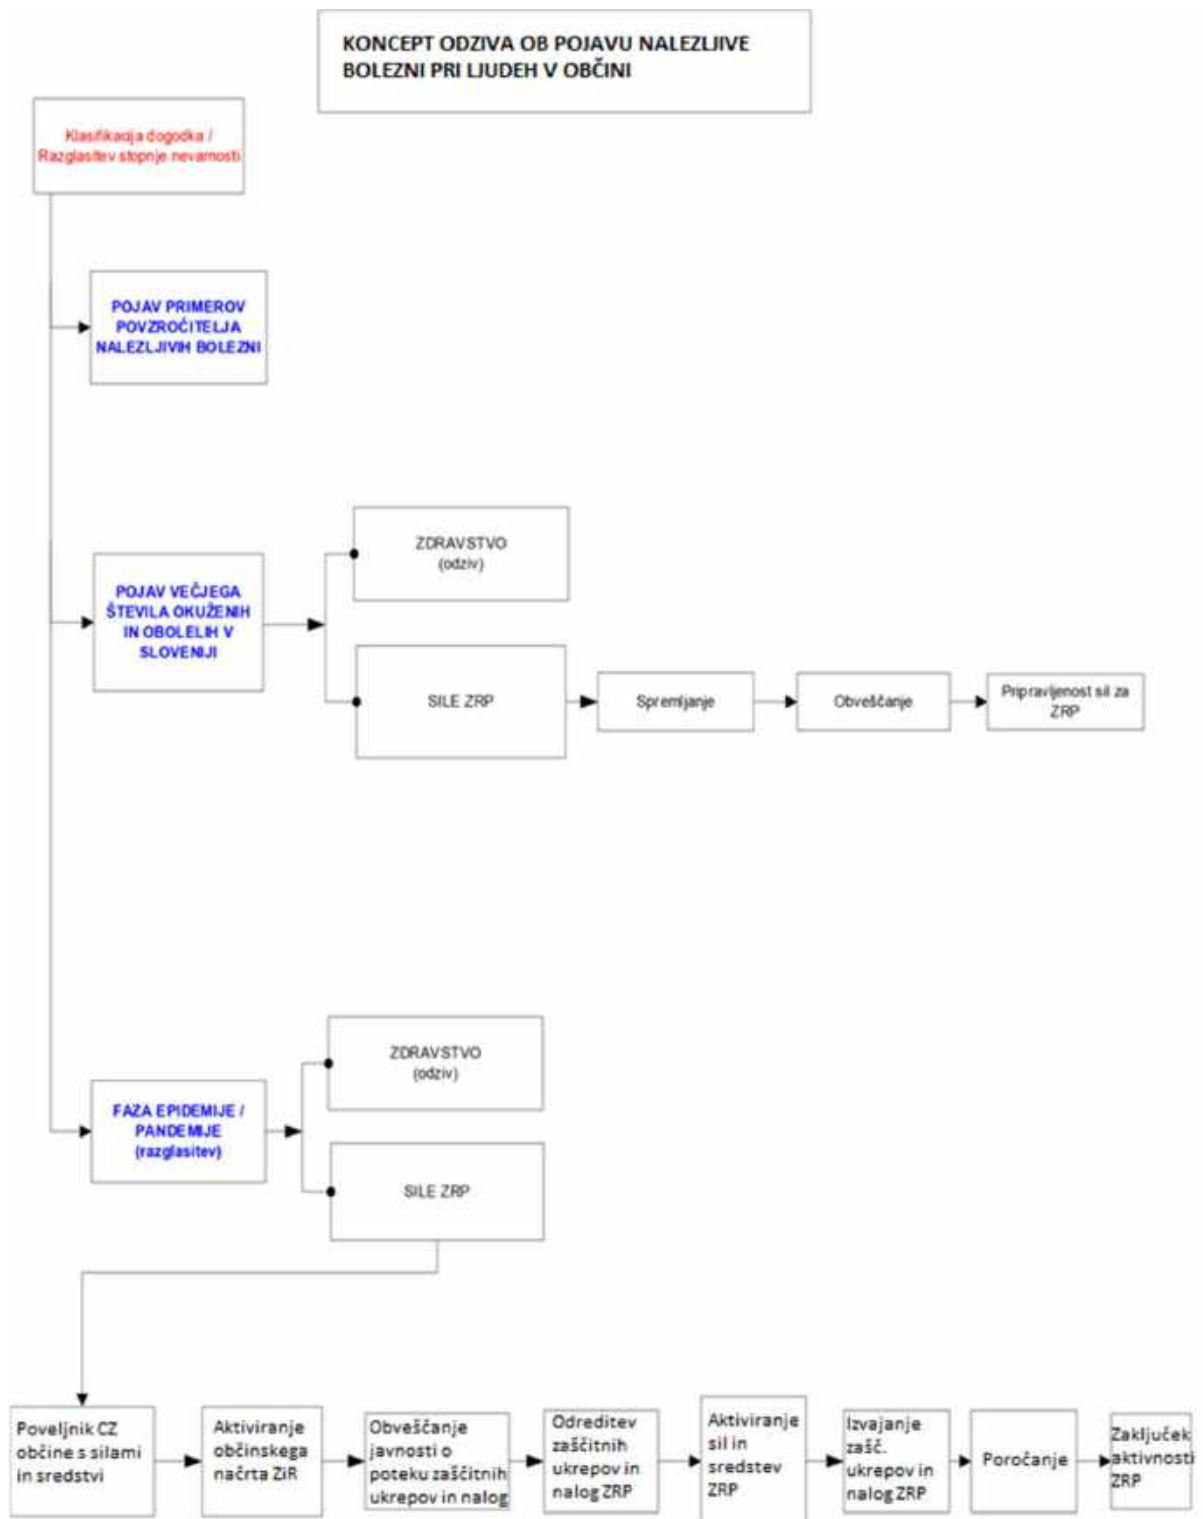 KONCEPT ODZIVA OB POJAVU NALEZLJIVE
BOLEZNI PRI LJUDEH V OBČINI
Klasifikacija dogodka /
Razglasitev stopnje nevarnosti
POJAV PRIMEROV
POVZROČITELJA
NALEZLJIVIH BOLEZNI
POJAV VEČJEGA
ŠTEVILA OKUŽENIH
IN OBOLELIH V
SLOVENIJI
ZDRAVSTVO
(odziv)
SILE ZRP
Spremljanje
Obveščanje
Pripravljenost sil za
ZRP
FAZA EPIDEMIJE /
PANDEMIJE
(razglasitev)
ZDRAVSTVO
(odziv)
SILE ZRP
Poveljnik CZ
občine s silami
in sredstvi
Aktiviranje
občinskega
načrta ZiR
Obveščanje
javnosti o
poteku zaščitnih
ukrepov in nalog
Odreditev
zaščitnih
ukrepov in
nalog ZRP
Aktiviranje
sil in
sredstev
ZRP
Izvajanje
zašč.
ukrepov in
nalog ZRP
Poročanje
Zaključek
aktivnosti
ZRP